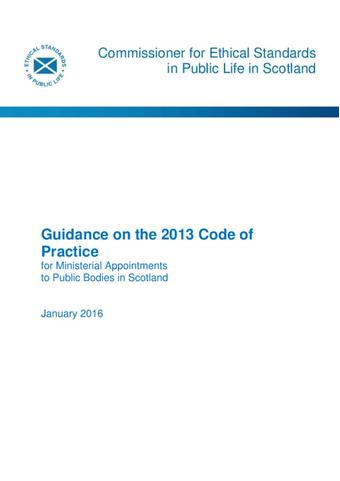 ETHICAL STANDARDS
IN PUBLIC LIFE
Commissioner for Ethical Standards
in Public Life in Scotland
Guidance on the 2013 Code of
Practice
for Ministerial Appointments
to Public Bodies in Scotland
January 2016